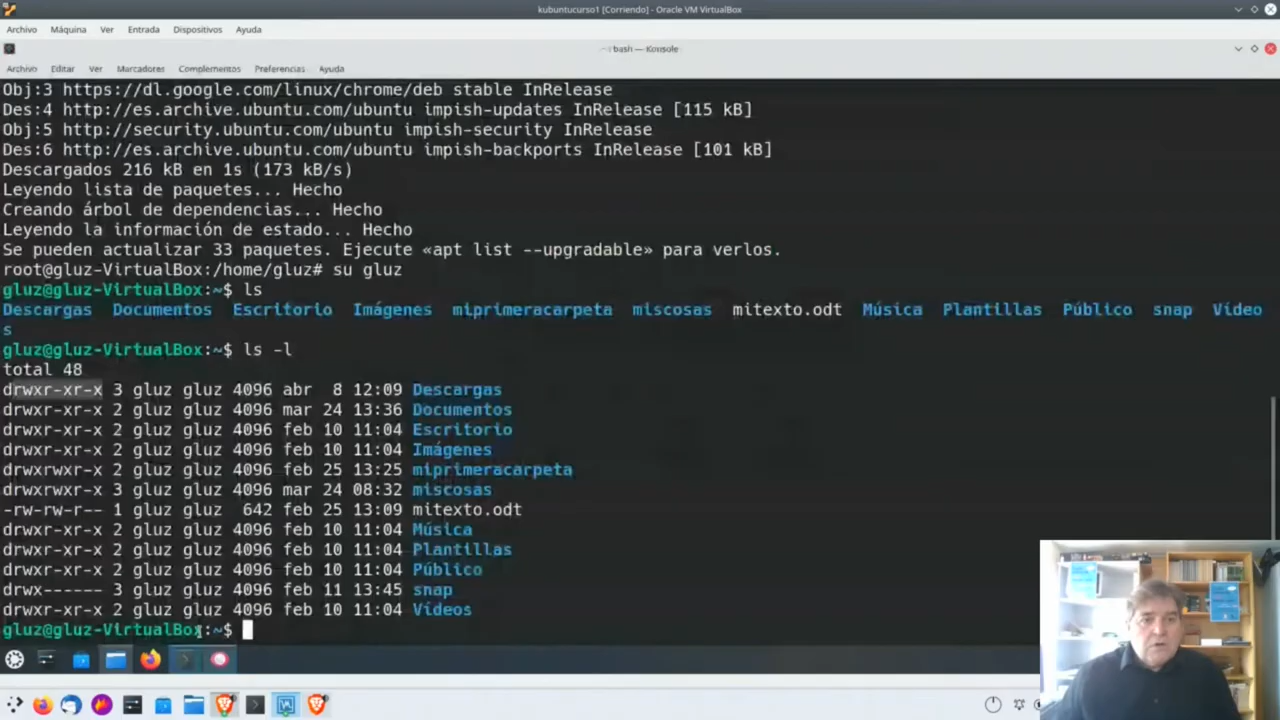 kubuntucurso1 [Corriendo] - Oracle VM VirtualBox
Archivo Máquina Ver Entrada Dispositivos Ayuda
~ : bash — Konsole
Archivo Editar Ver Marcadores Complementos Preferencias Ayuda
Obj:3 https://dl.google.com/linux/chrome/deb stable InRelease
Des:4 http://es.archive.ubuntu.com/ubuntu impish-updates InRelease [115 kB]
Obj:5 http://security.ubuntu.com/ubuntu impish-security InRelease
Des:6 http://es.archive.ubuntu.com/ubuntu impish-backports InRelease [101 kB]
Descargados 216 kB en 1s (173 kB/s)
Leyendo lista de paquetes... Hecho
Creando árbol de dependencias... Hecho
Leyendo la información de estado... Hecho
Se pueden actualizar 33 paquetes. Ejecute «apt list --upgradable» para verlos.
root@gluz-VirtualBox:/home/gluz# su gluz
gluz@gluz-VirtualBox:~$ ls
Descargas Documentos Escritorio Imágenes miprimeracarpeta miscosas mitexto.odt Música Plantillas Público snap Vídeo
s
gluz@gluz-VirtualBox:~$ ls -l
total 48
drwxr-xr-x 3 gluz gluz 4096 abr  8 12:09 Descargas
drwxr-xr-x 2 gluz gluz 4096 mar 24 13:36 Documentos
drwxr-xr-x 2 gluz gluz 4096 feb 10 11:04 Escritorio
drwxr-xr-x 2 gluz gluz 4096 feb 10 11:04 Imágenes
drwxrwxr-x 2 gluz gluz 4096 feb 25 13:25 miprimeracarpeta
drwxrwxr-x 3 gluz gluz 4096 mar 24 08:32 miscosas
-rw-rw-r-- 1 gluz gluz  642 feb 25 13:09 mitexto.odt
drwxr-xr-x 2 gluz gluz 4096 feb 10 11:04 Música
drwxr-xr-x 2 gluz gluz 4096 feb 10 11:04 Plantillas
drwxr-xr-x 2 gluz gluz 4096 feb 10 11:04 Público
drwx------ 3 gluz gluz 4096 feb 11 13:45 snap
drwxr-xr-x 2 gluz gluz 4096 feb 10 11:04 Vídeos
gluz@gluz-VirtualBox:~$